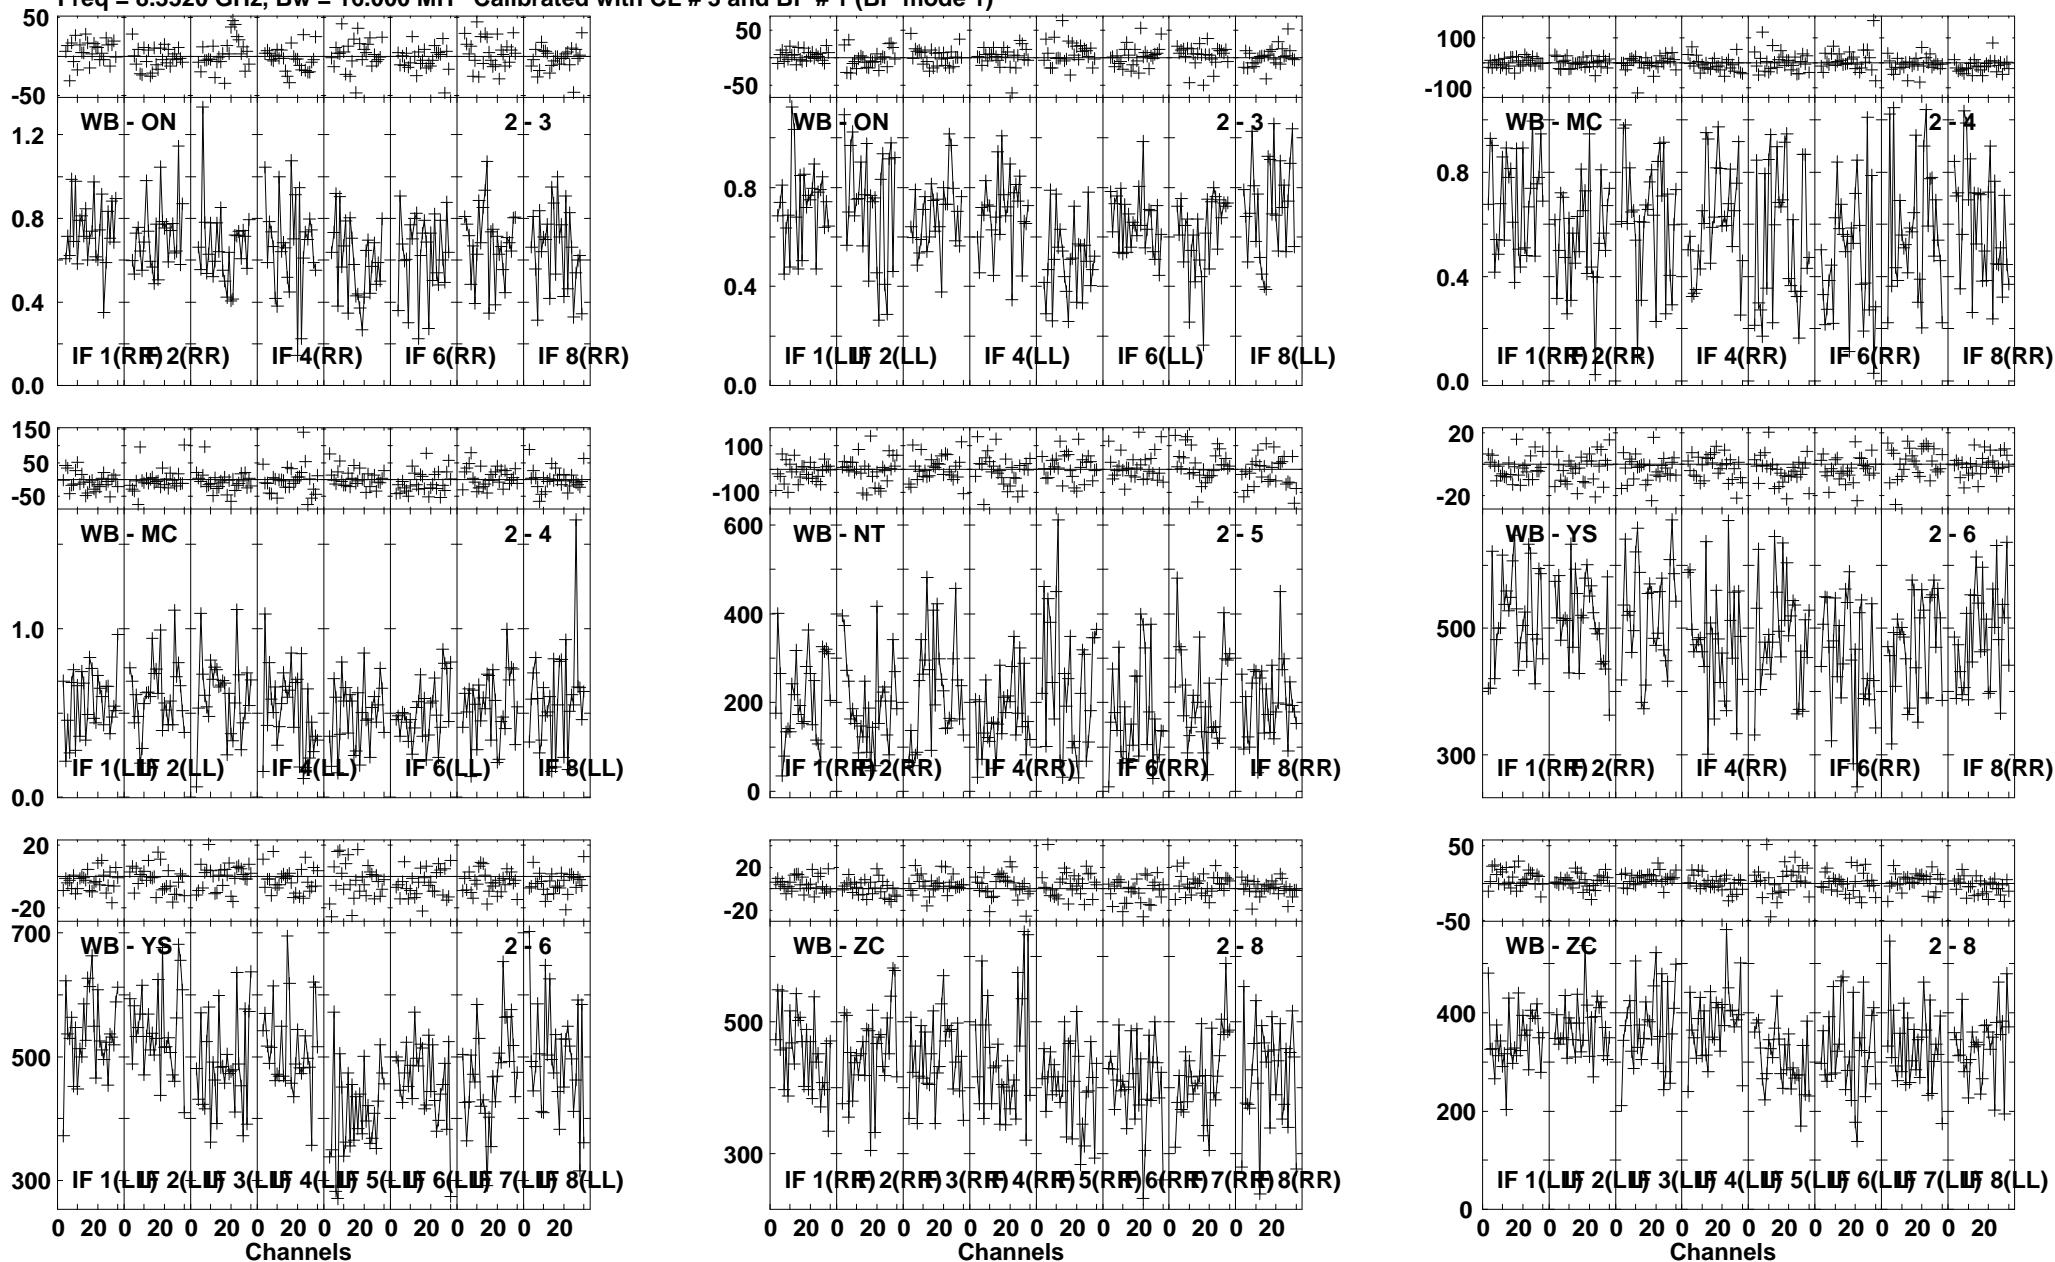 Calibrated with CL # 3 and BP # 1 (BP mode 1)
50
-50
WB - ON 2 - 3
1.2
0.8
0.4
0.0
IF 1(RR) IF 2(RR) IF 4(RR) IF 6(RR) IF 8(RR)
50
-50
WB - ON 2 - 3
0.8
0.4
0.0
IF 1(LL) IF 2(LL) IF 4(LL) IF 6(LL) IF 8(LL)
100
-100
WB - MC 2 - 4
0.8
0.4
0.0
IF 1(RR) IF 2(RR) IF 4(RR) IF 6(RR) IF 8(RR)
150
50
-50
WB - MC 2 - 4
1.0
0.0
IF 1(LL) IF 2(LL) IF 4(LL) IF 6(LL) IF 8(LL)
100
-100
WB - NT 2 - 5
600
400
200
0
IF 1(RR) IF 2(RR) IF 4(RR) IF 6(RR) IF 8(RR)
20
-20
WB - YS 2 - 6
500
300
IF 1(RR) IF 2(RR) IF 4(RR) IF 6(RR) IF 8(RR)
20
-20
WB - YS 2 - 6
700
500
300
IF 1(LL) IF 2(LL) IF 3(LL) IF 4(LL) IF 5(LL) IF 6(LL) IF 7(LL) IF 8(LL)
0 20 0 20 0 20 0 20 0 20 0 20 0 20 0 20
Channels
20
-20
WB - ZC 2 - 8
500
300
IF 1(RR) IF 2(RR) IF 3(RR) IF 4(RR) IF 5(RR) IF 6(RR) IF 7(RR) IF 8(RR)
0 20 0 20 0 20 0 20 0 20 0 20 0 20 0 20
Channels
50
-50
WB - ZC 2 - 8
400
200
0
IF 1(LL) IF 2(LL) IF 3(LL) IF 4(LL) IF 5(LL) IF 6(LL) IF 7(LL) IF 8(LL)
0 20 0 20 0 20 0 20 0 20 0 20 0 20 0 20
Channels